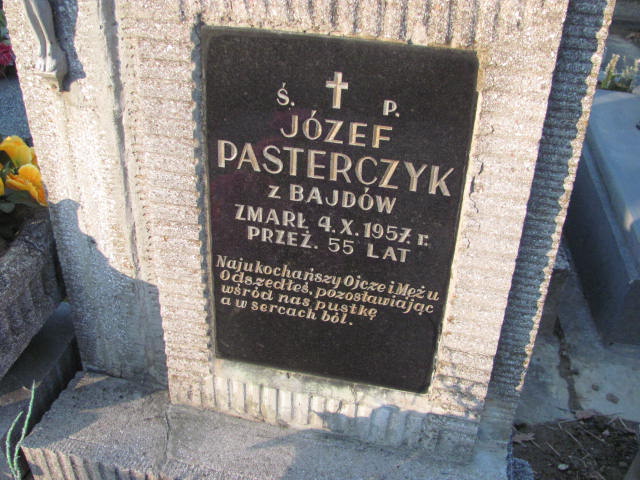 Ś. P.
JÓZEF
PASTERCZYK
Z BAJDÓW
ZMARŁ 4.X.1957.r.
PRZEŻ. 55 LAT
Najukochańszy Ojcze i Mężu
Odszedłeś, pozostawiając
wśród nas pustkę
a w sercach ból.